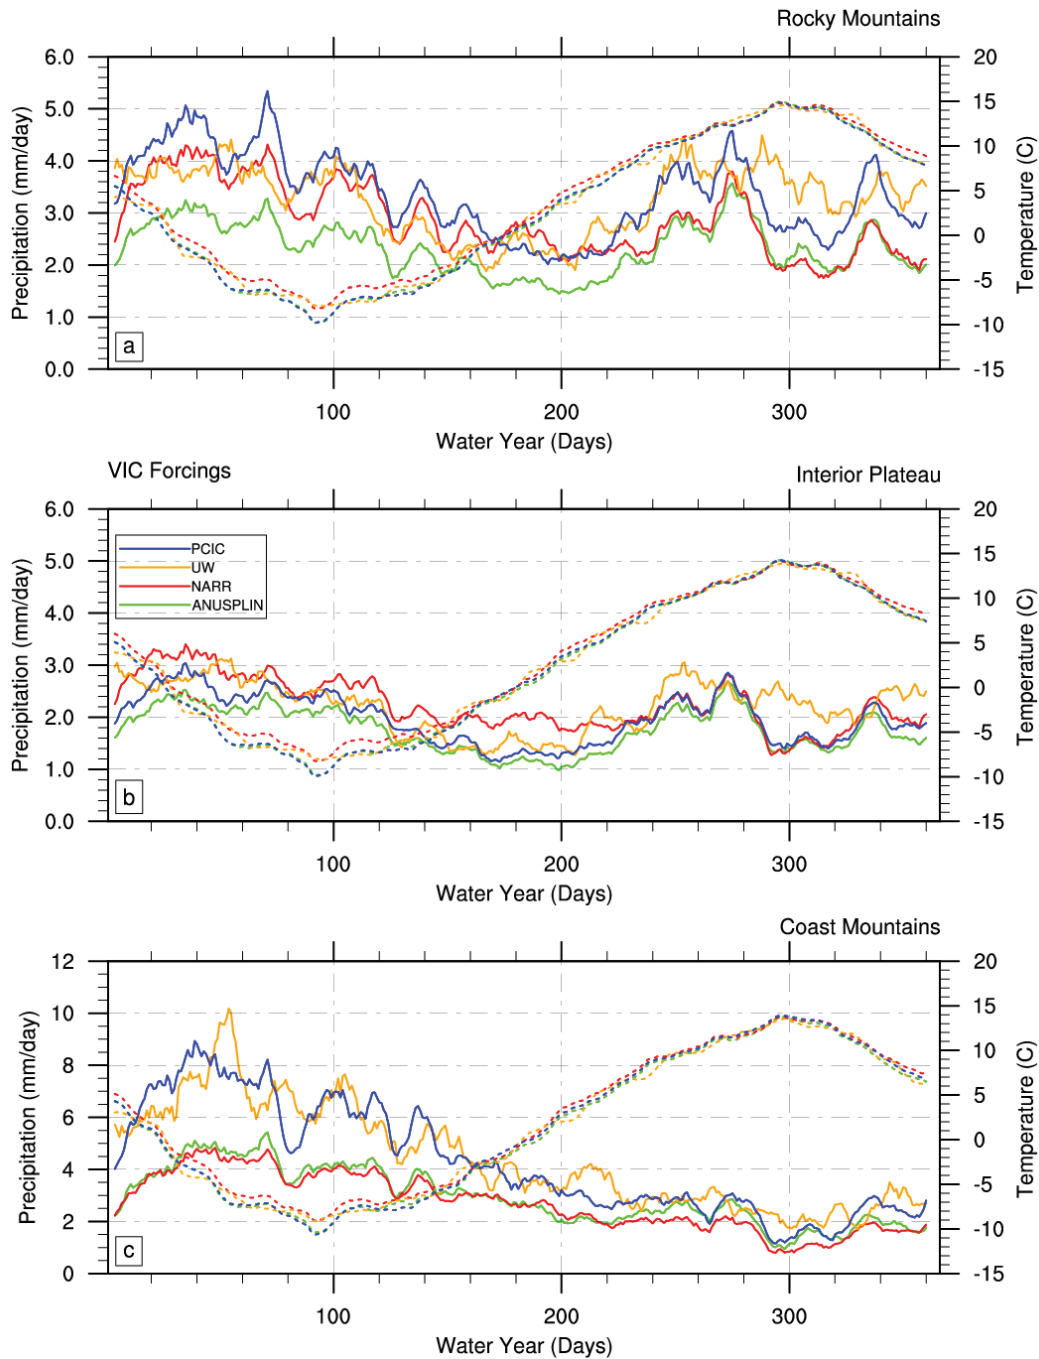 Rocky Mountains
6.0
5.0
4.0
3.0
2.0
1.0
0.0
Precipitation (mm/day)
20
15
10
5
0
-5
-10
-15
Temperature (C)
a
100
200
300
Water Year (Days)
VIC Forcings
Interior Plateau
6.0
5.0
4.0
3.0
2.0
1.0
0.0
Precipitation (mm/day)
PCIC
UW
NARR
ANUSPLIN
20
15
10
5
0
-5
-10
-15
Temperature (C)
b
100
200
300
Water Year (Days)
Coast Mountains
12
10
8
6
4
2
0
Precipitation (mm/day)
20
15
10
5
0
-5
-10
-15
Temperature (C)
c
100
200
300
Water Year (Days)